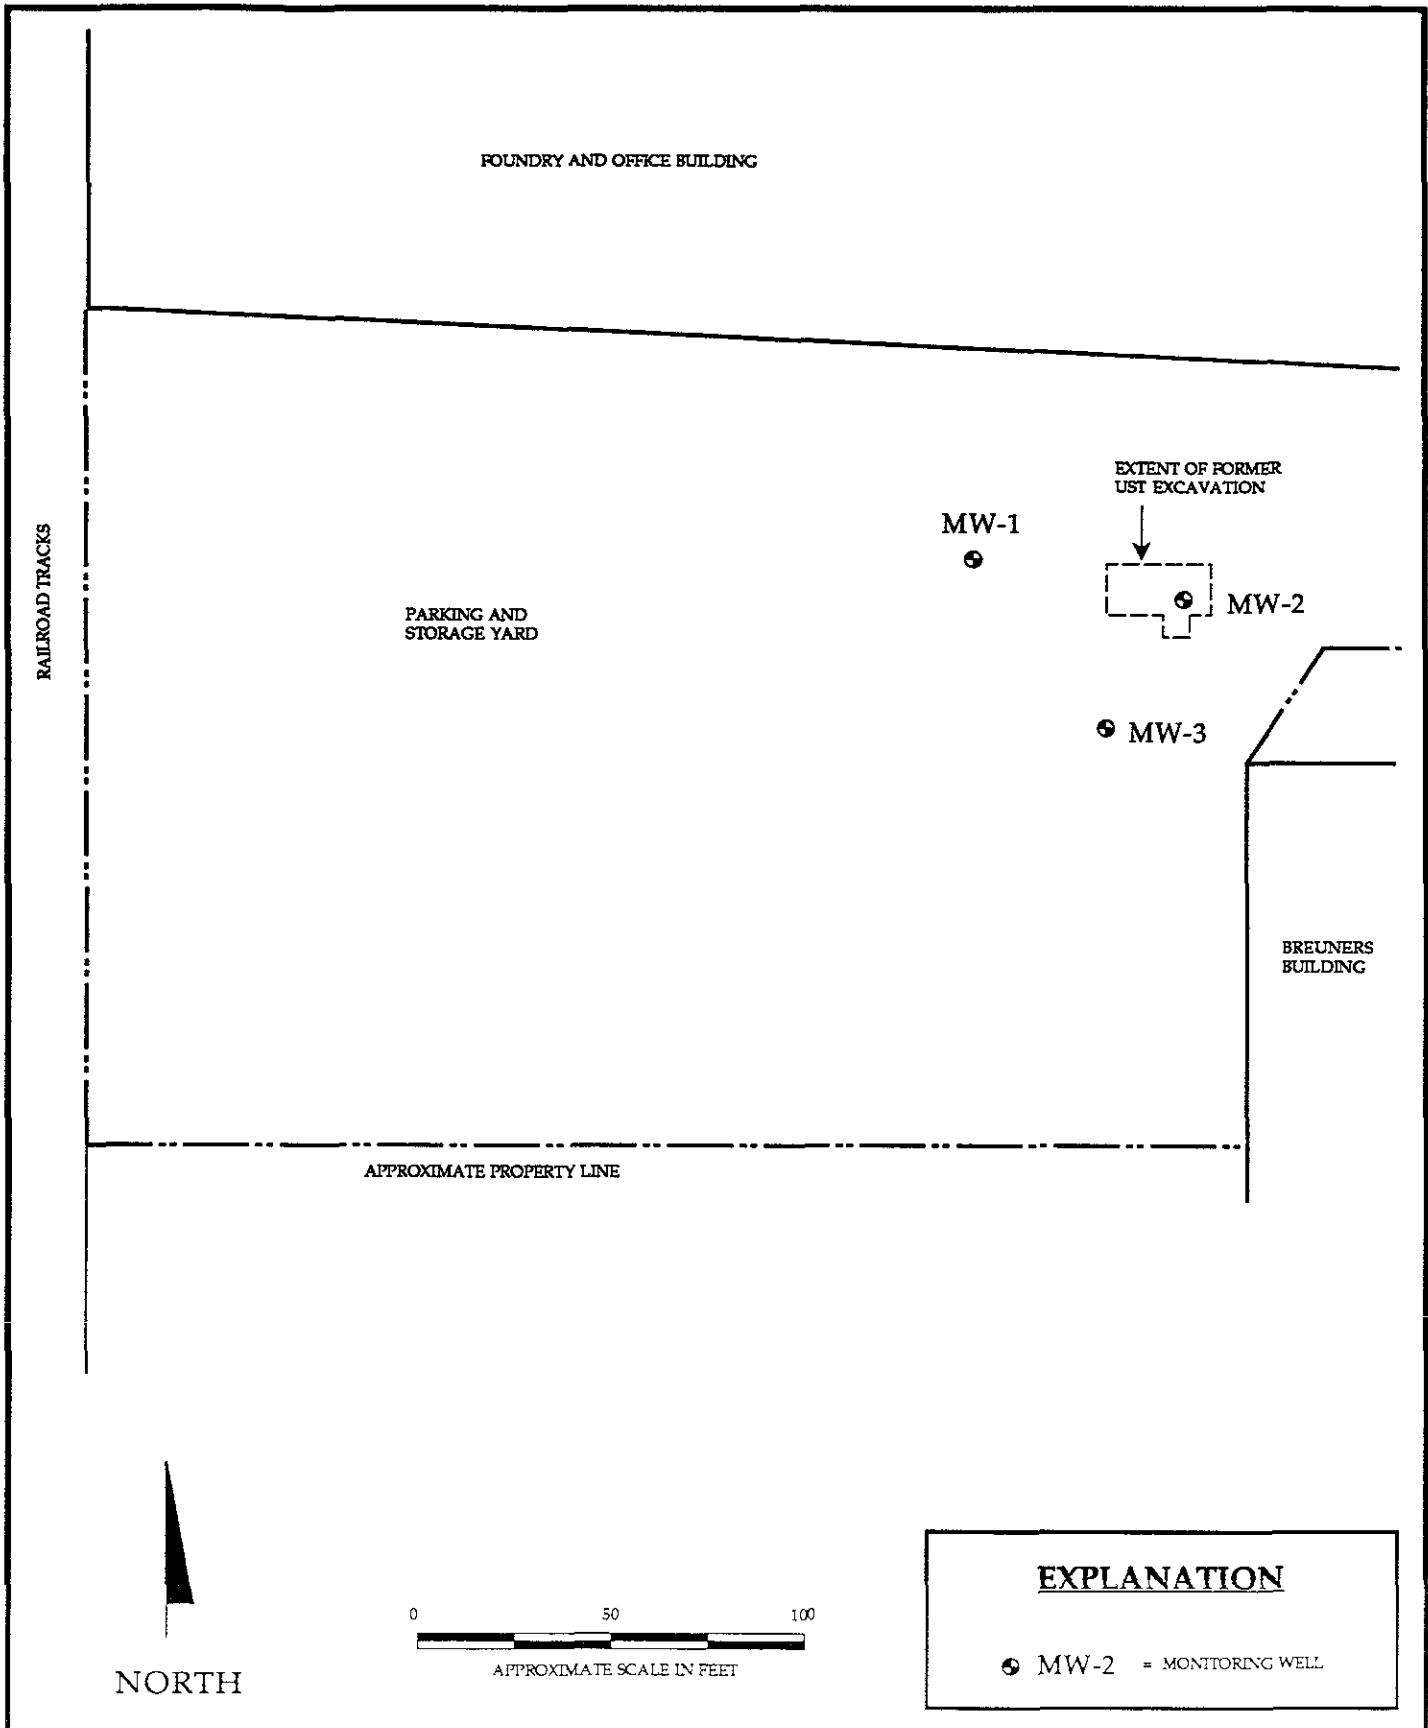 FOUNDRY AND OFFICE BUILDING
EXTENT OF FORMER
UST EXCAVATION
MW-1
RAILROAD TRACKS
PARKING AND
STORAGE YARD
MW-2
MW-3
BREUNERS
BUILDING
APPROXIMATE PROPERTY LINE
NORTH
0 50 100
APPROXIMATE SCALE IN FEET
EXPLANATION
MW-2 = MONITORING WELL